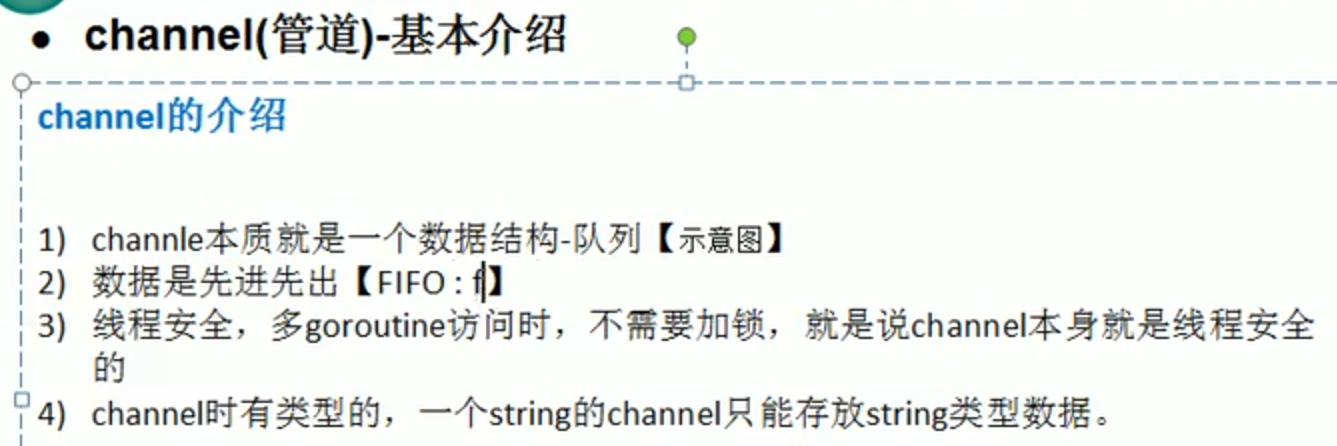 • channel(管道)-基本介绍
channel的介绍
1) channle本质就是一个数据结构-队列【示意图】
2) 数据是先进先出【FIFO : f】
3) 线程安全，多goroutine访问时，不需要加锁，就是说channel本身就是线程安全
的
4) channel时有类型的，一个string的channel只能存放string类型数据。